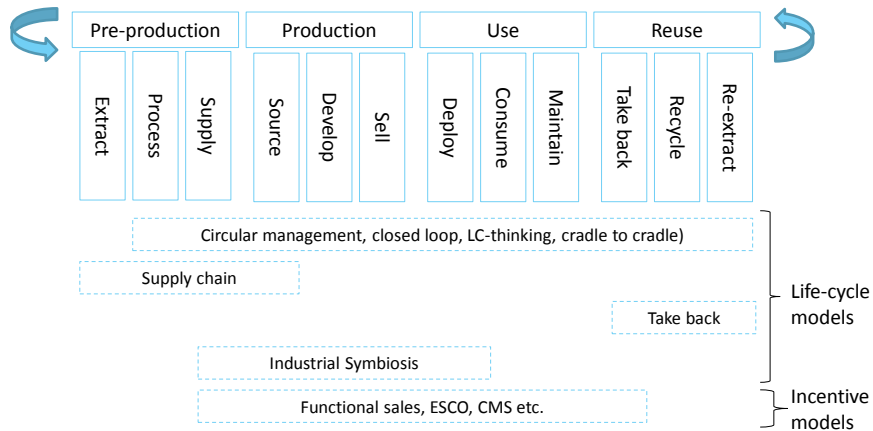 Pre-production
Production
Use
Reuse
Extract
Process
Supply
Source
Develop
Sell
Deploy
Consume
Maintain
Take back
Recycle
Re-extract
Circular management, closed loop, LC-thinking, cradle to cradle)
Supply chain
Take back
Industrial Symbiosis
Functional sales, ESCO, CMS etc.
Life-cycle
models
Incentive
models